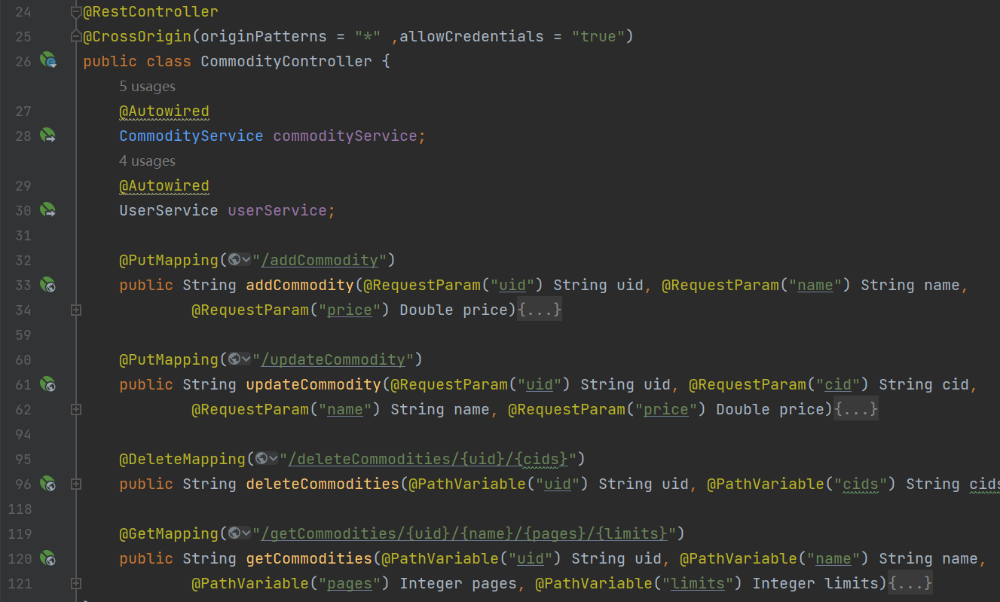 24 @RestController
25 @CrossOrigin(originPatterns = "*" ,allowCredentials = "true")
26 public class CommodityController {
5 usages
27 @Autowired
28 CommodityService commodityService;
4 usages
29 @Autowired
30 UserService userService;
31
32 @PutMapping("/addCommodity")
33 public String addCommodity(@RequestParam("uid") String uid, @RequestParam("name") String name,
34 @RequestParam("price") Double price){...}
59
60 @PutMapping("/updateCommodity")
61 public String updateCommodity(@RequestParam("uid") String uid, @RequestParam("cid") String cid,
62 @RequestParam("name") String name, @RequestParam("price") Double price){...}
94
95 @DeleteMapping("/deleteCommodities/{uid}/{cids}")
96 public String deleteCommodities(@PathVariable("uid") String uid, @PathVariable("cids") String cids
118
119 @GetMapping("/getCommodities/{uid}/{name}/{pages}/{limits}")
120 public String getCommodities(@PathVariable("uid") String uid, @PathVariable("name") String name,
121 @PathVariable("pages") Integer pages, @PathVariable("limits") Integer limits){...}